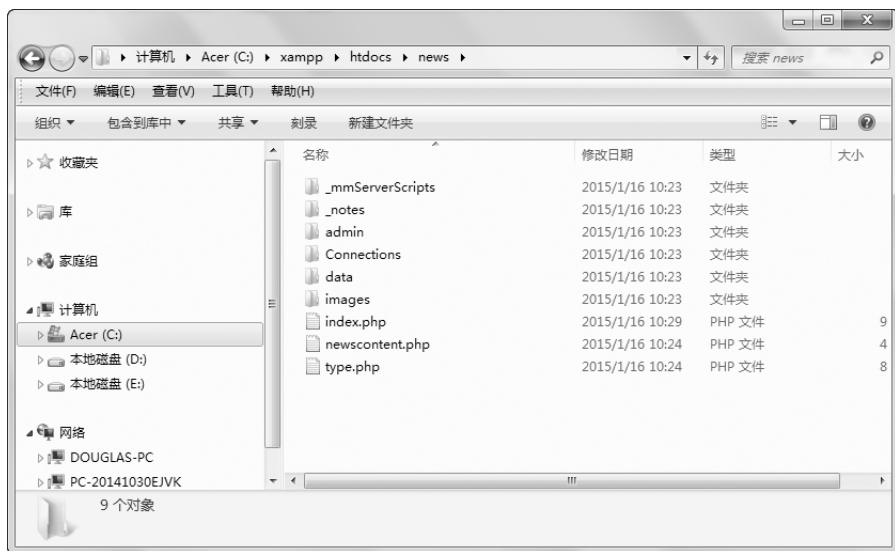 计算机 ▸ Acer (C:) ▸ xampp ▸ htdocs ▸ news ▸
搜索 news
文件(F) 编辑(E) 查看(V) 工具(T) 帮助(H)
组织 包含到库中 共享 刻录 新建文件夹
名称 修改日期 类型 大小
收藏夹
库
家庭组
计算机
Acer (C:)
本地磁盘 (D:)
本地磁盘 (E:)
网络
DOUGLAS-PC
PC-20141030EJVK
_mmServerScripts 2015/1/16 10:23 文件夹
_notes 2015/1/16 10:23 文件夹
admin 2015/1/16 10:23 文件夹
Connections 2015/1/16 10:23 文件夹
data 2015/1/16 10:23 文件夹
images 2015/1/16 10:23 文件夹
index.php 2015/1/16 10:29 PHP 文件 9
newscontent.php 2015/1/16 10:24 PHP 文件 4
type.php 2015/1/16 10:24 PHP 文件 8
9 个对象